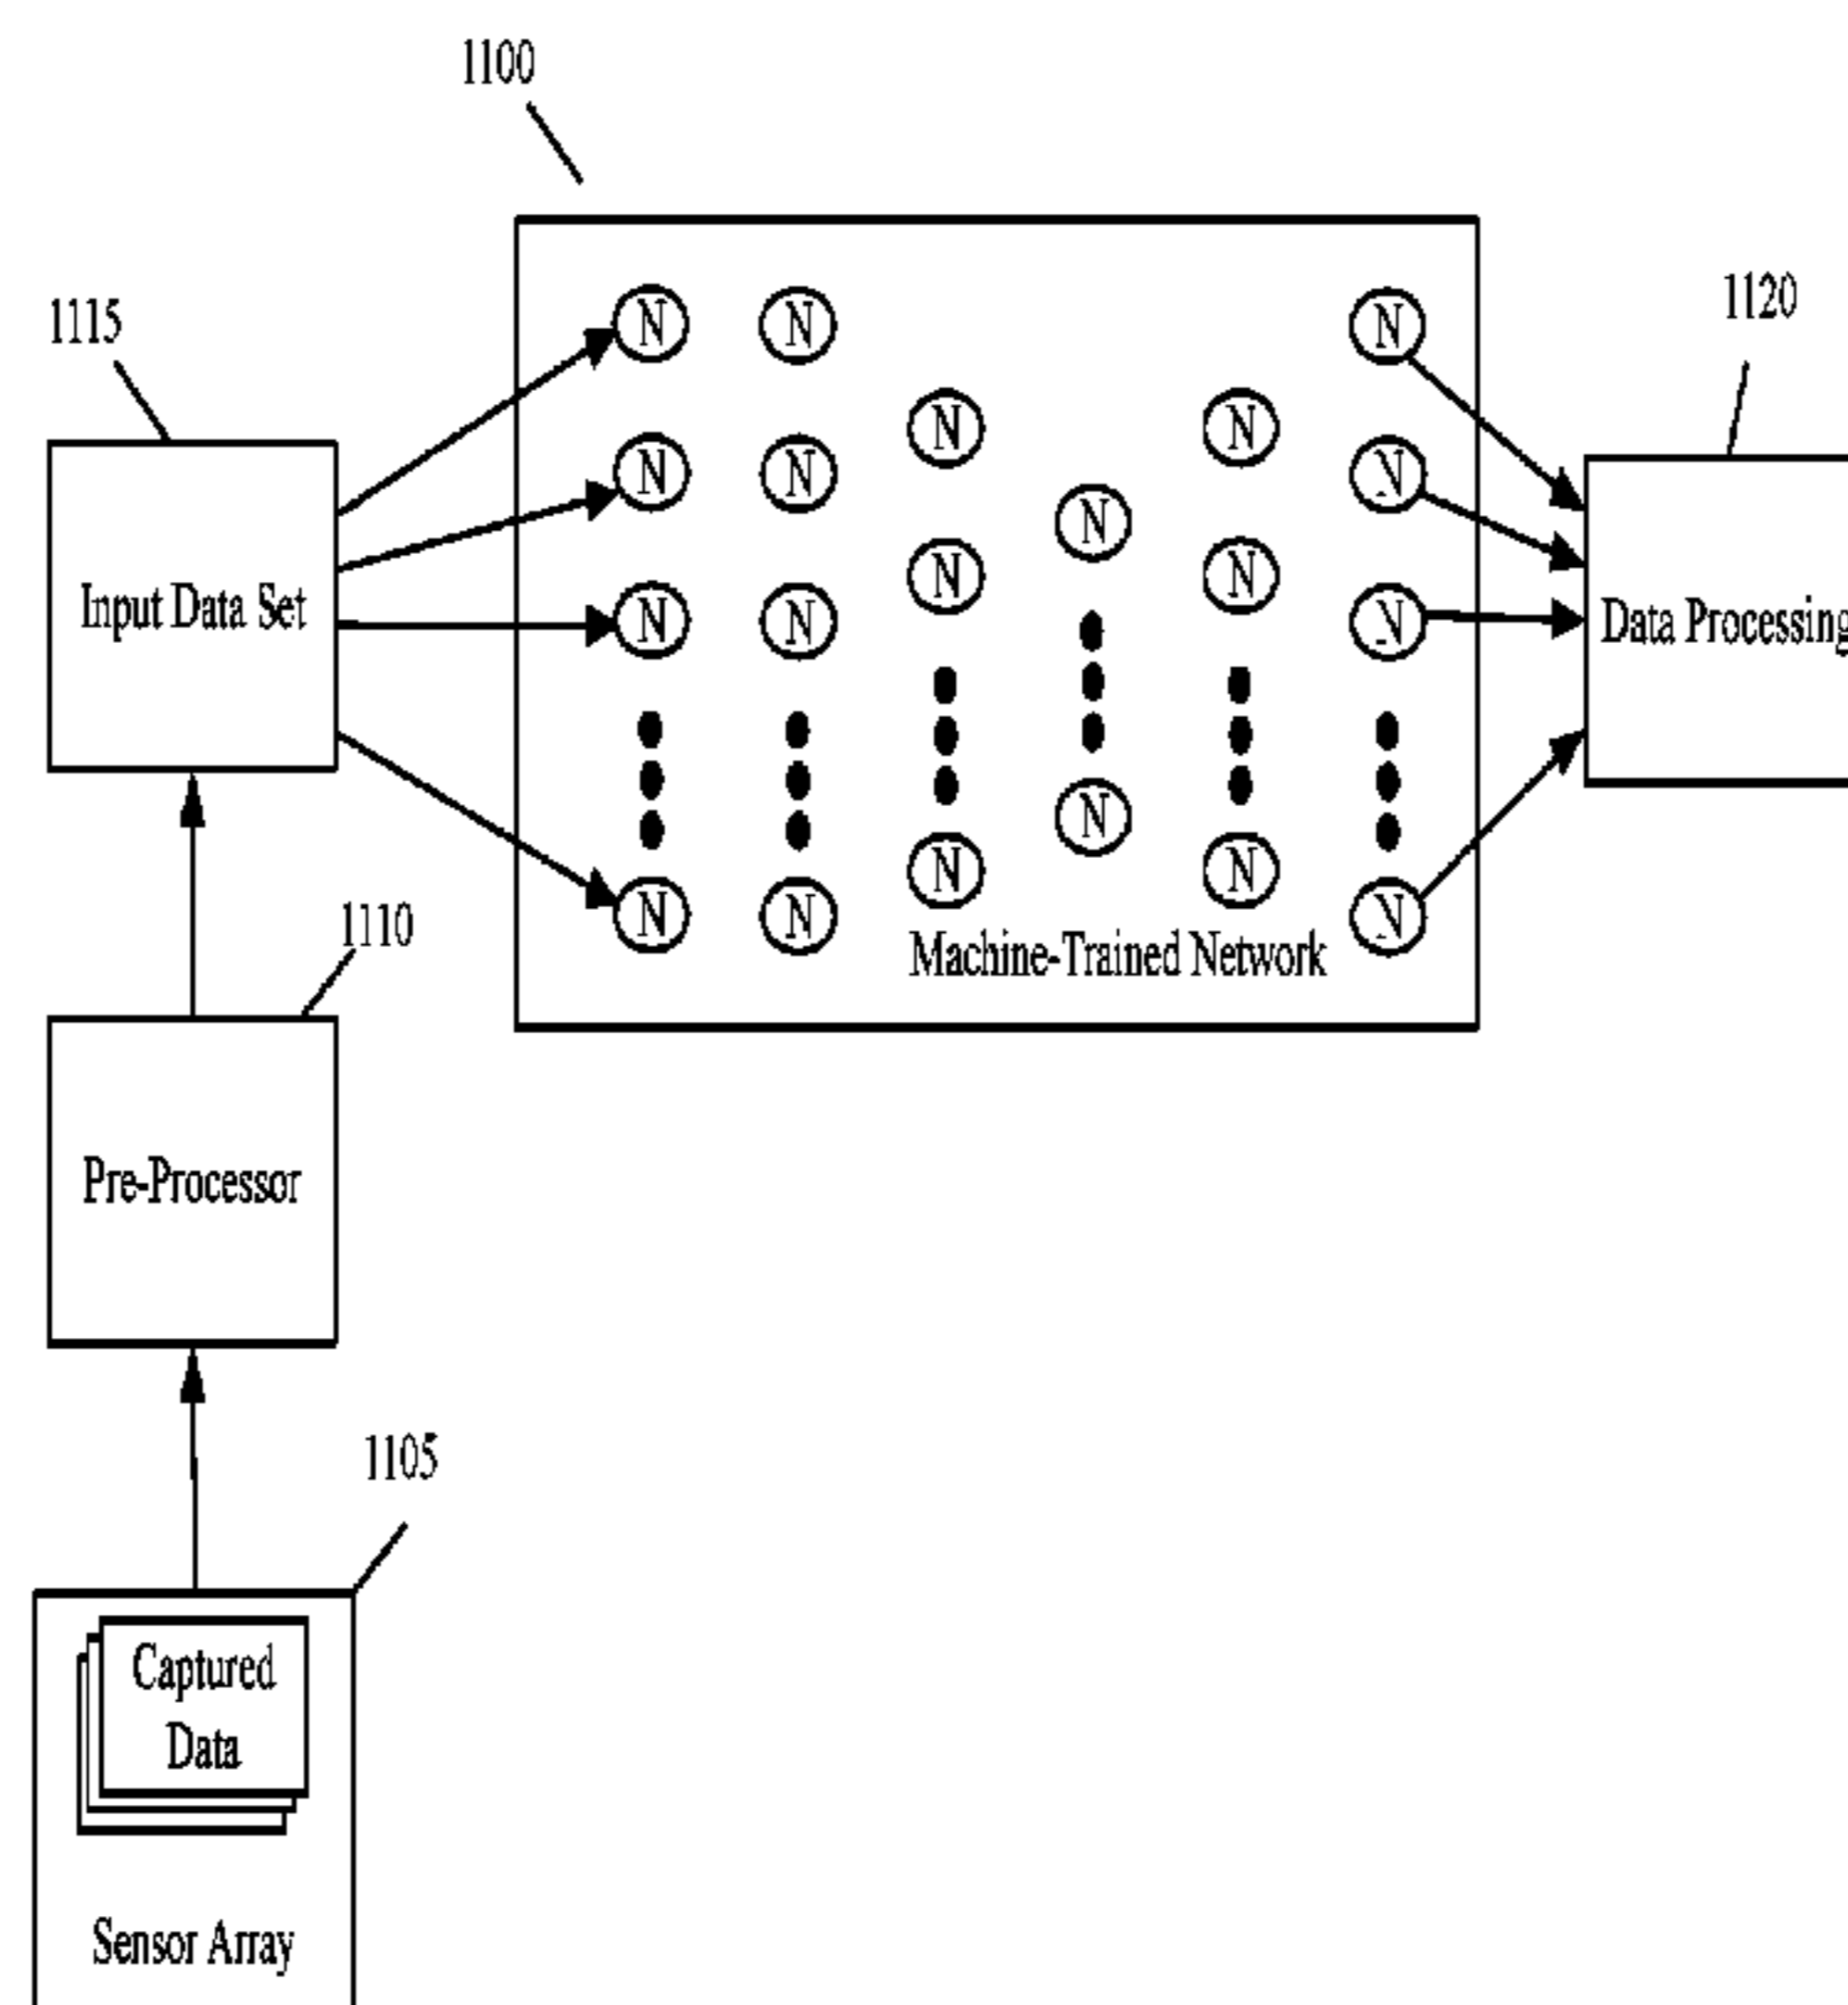 1100
1115
1120
N N N
N N
N N N
N
Input Data Set
N N
N N N
Data Processing
N
N N
N N N
Machine-Trained Network
1110
Pre-Processor
1105
Captured
Data
Sensor Array